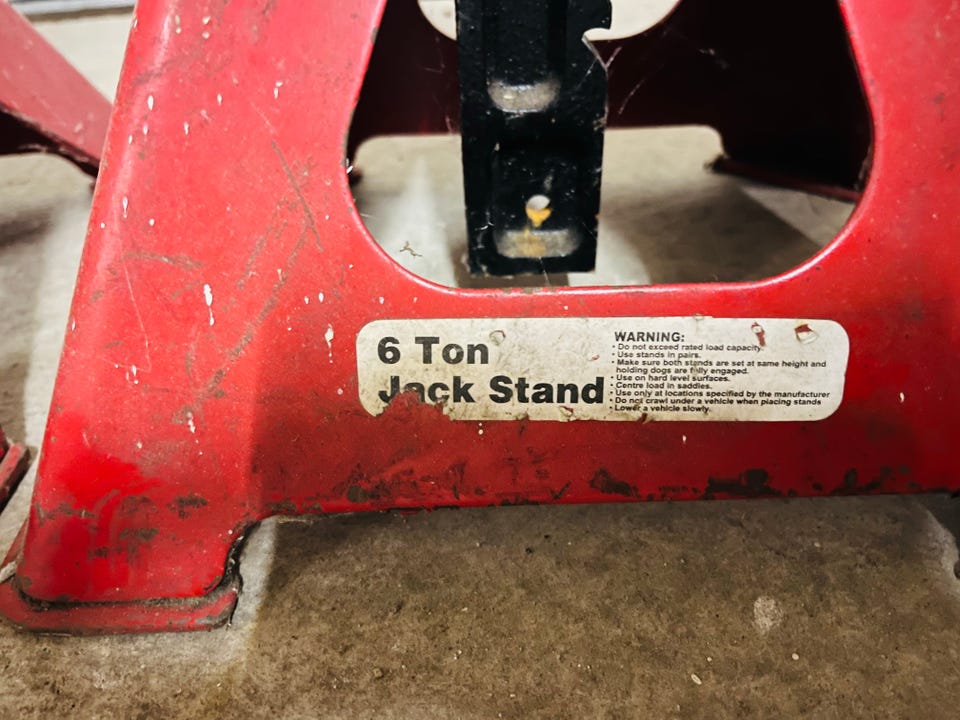 6 Ton
Jack Stand
WARNING:
• Do not exceed rated load capacity.
• Use stands in pairs.
• Make sure both stands are set at same height and
holding dogs are fully engaged.
• Use on hard level surfaces.
• Centre load in saddles.
• Use only at locations specified by the manufacturer
• Do not crawl under a vehicle when placing stands
• Lower a vehicle slowly.